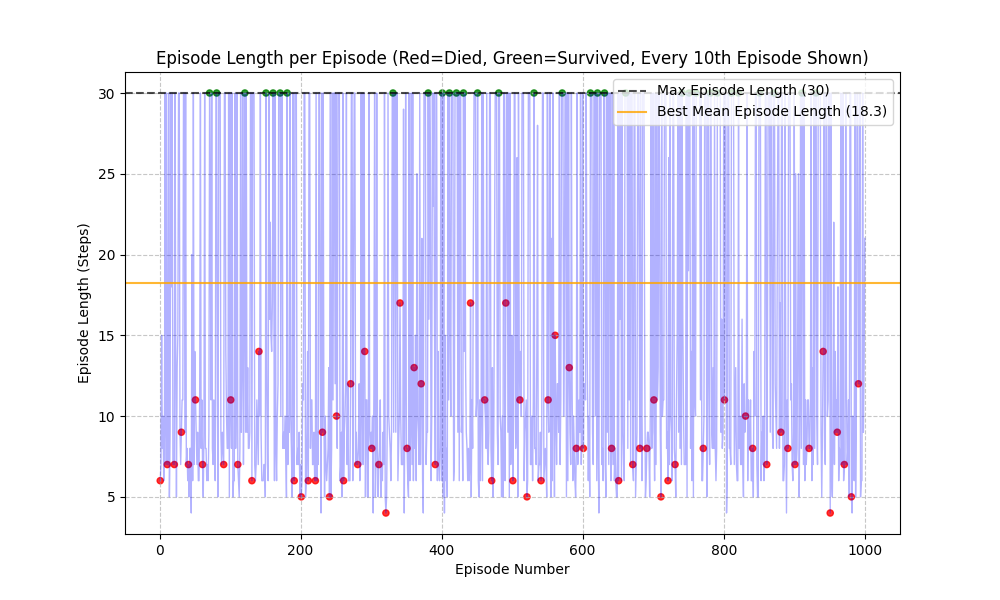 Episode Length per Episode (Red=Died, Green=Survived, Every 10th Episode Shown)
Max Episode Length (30)
Best Mean Episode Length (18.3)
Episode Length (Steps)
30
25
20
15
10
5
0
200
400
600
800
1000
Episode Number